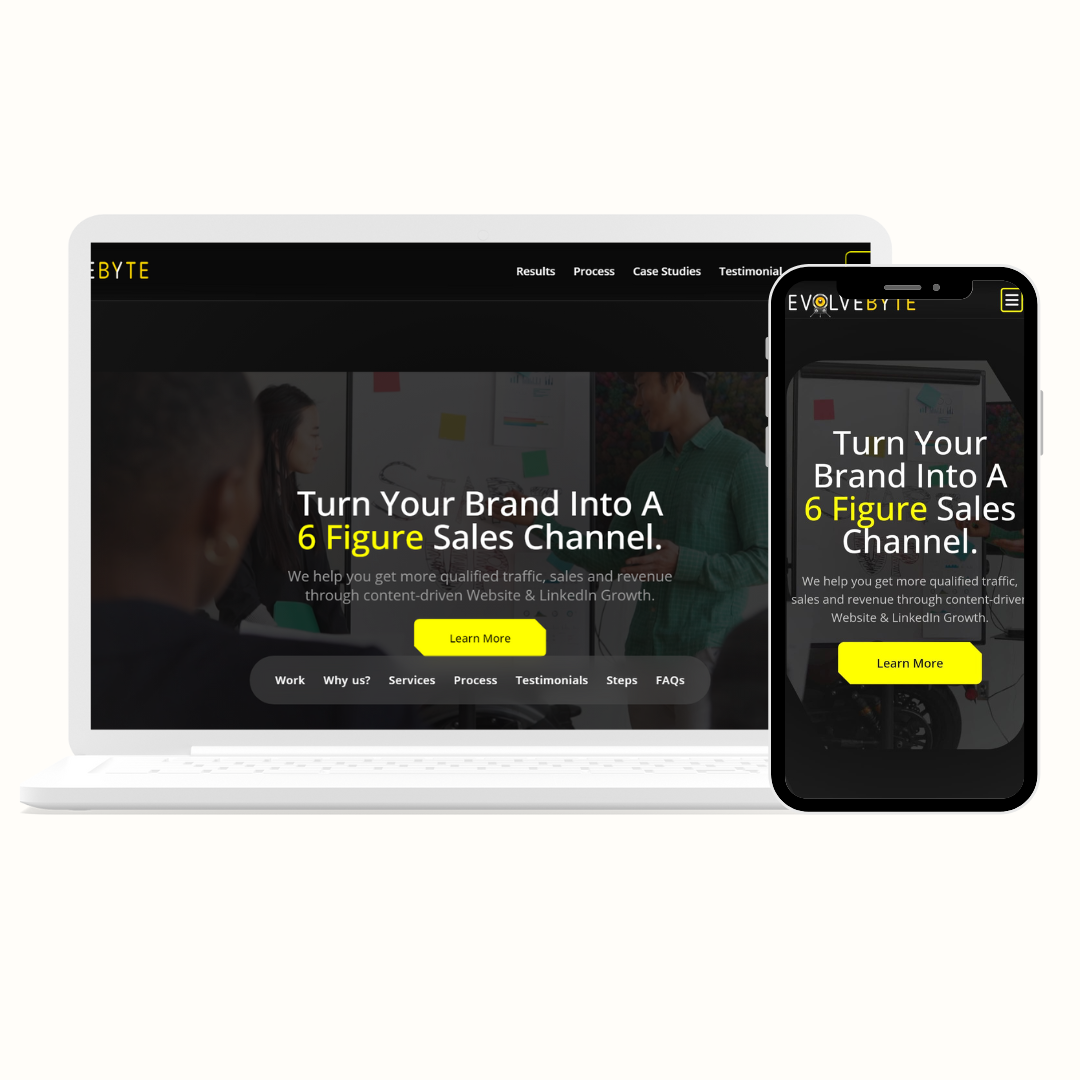 EBYTE
Results Process Case Studies Testimonial
Turn Your Brand Into A
6 Figure Sales Channel.
We help you get more qualified traffic, sales and revenue
through content-driven Website & LinkedIn Growth.
Learn More
Work Why us? Services Process Testimonials Steps FAQs
EVOLVEBYTE
Turn Your
Brand Into A
6 Figure Sales
Channel.
We help you get more qualified traffic,
sales and revenue through content-driven
Website & LinkedIn Growth.
Learn More